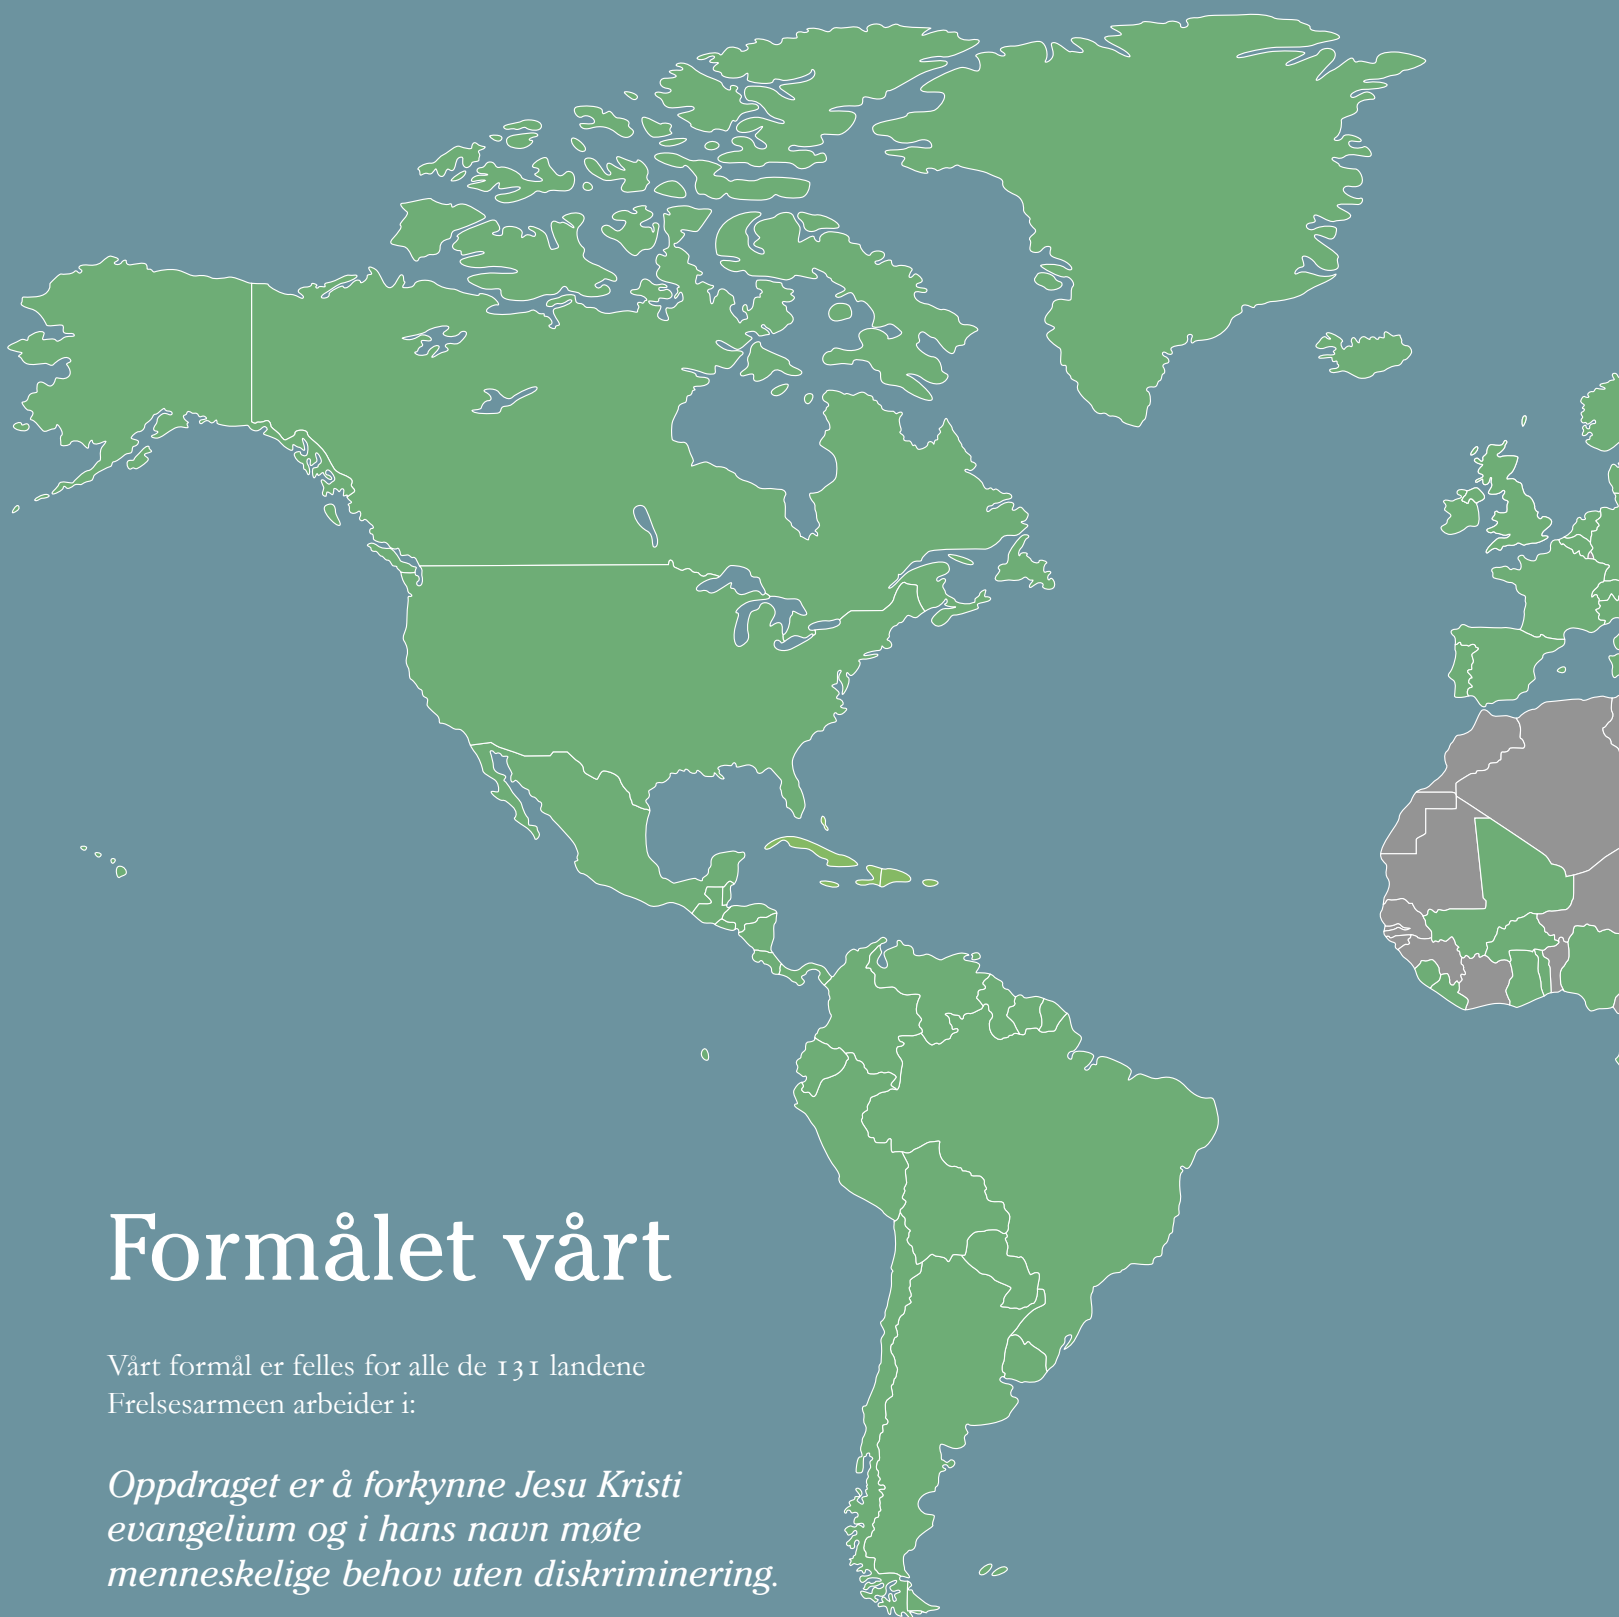 Formålet vårt
Vårt formål er felles for alle de 131 landene
Frelsesarmeen arbeider i:
Oppdraget er å forkynne Jesu Kristi
evangelium og i hans navn møte
menneskelige behov uten diskriminering.